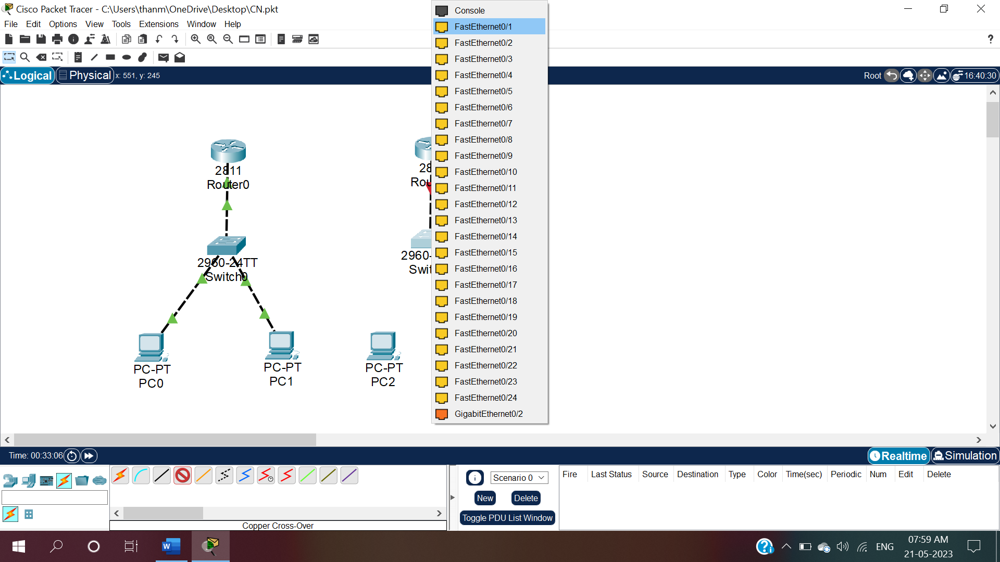 Cisco Packet Tracer - C:\Users\thanm\OneDrive\Desktop\CN.pkt
File Edit Options View Tools Extensions Window Help
?
Logical Physical x: 551, y: 245
Root 16:40:30
Console
FastEthernet0/1
FastEthernet0/2
FastEthernet0/3
FastEthernet0/4
FastEthernet0/5
FastEthernet0/6
FastEthernet0/7
FastEthernet0/8
FastEthernet0/9
FastEthernet0/10
FastEthernet0/11
FastEthernet0/12
FastEthernet0/13
FastEthernet0/14
FastEthernet0/15
FastEthernet0/16
FastEthernet0/17
FastEthernet0/18
FastEthernet0/19
FastEthernet0/20
FastEthernet0/21
FastEthernet0/22
FastEthernet0/23
FastEthernet0/24
GigabitEthernet0/2
2811
Router0
28
Rou
2960-24TT
Switch0
2960-
Swit
PC-PT
PC0
PC-PT
PC1
PC-PT
PC2
Time: 00:33:06
Realtime Simulation
Copper Cross-Over
Scenario 0
New Delete
Toggle PDU List Window
Fire Last Status Source Destination Type Color Time(sec) Periodic Num Edit Delete
ENG
07:59 AM
21-05-2023